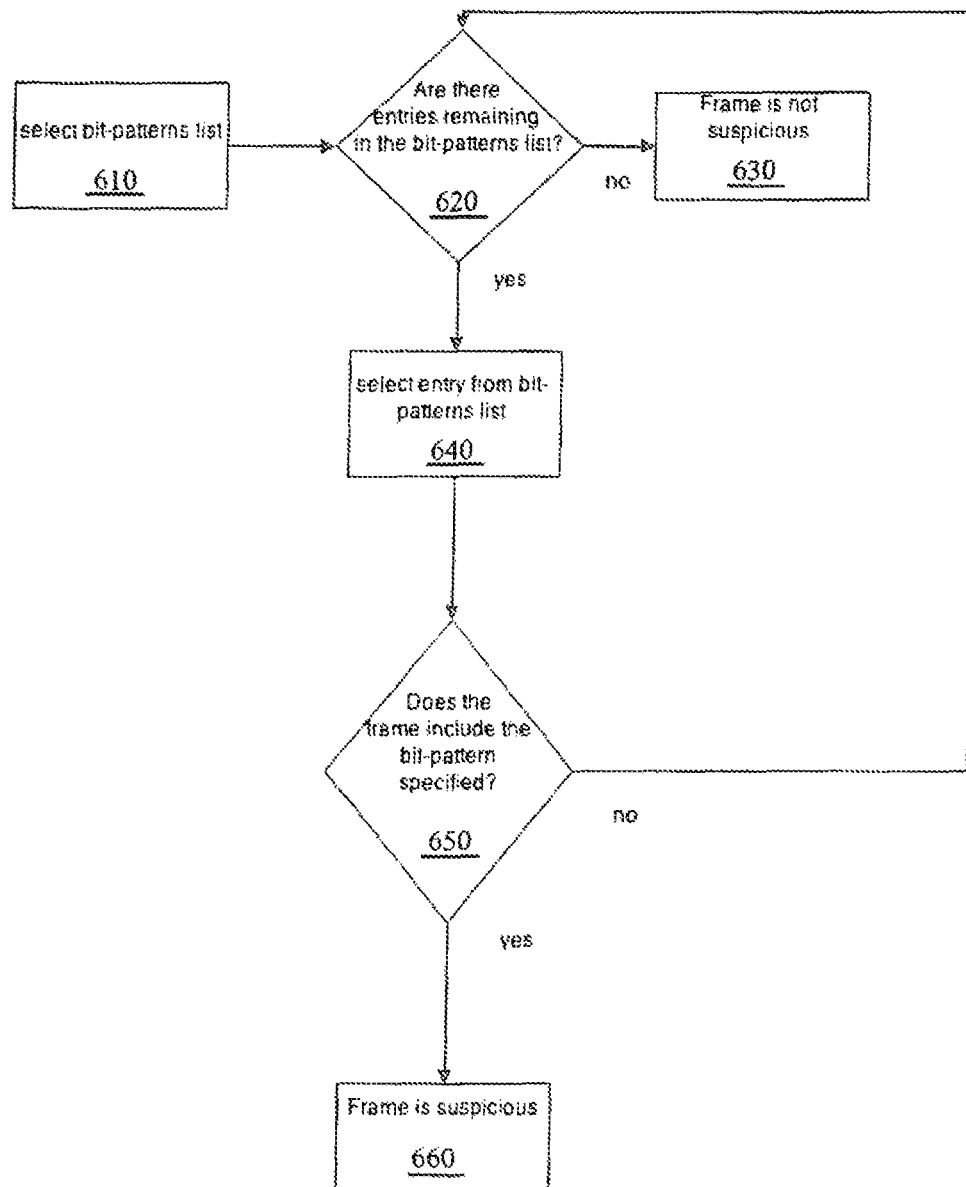 select bit-patterns list
610
Are there
entries remaining
in the bit-patterns list?
620
no
Frame is not
suspicious
630
yes
select entry from bit-
patterns list
640
Does the
frame include the
bit-pattern
specified?
650
no
yes
Frame is suspicious
660